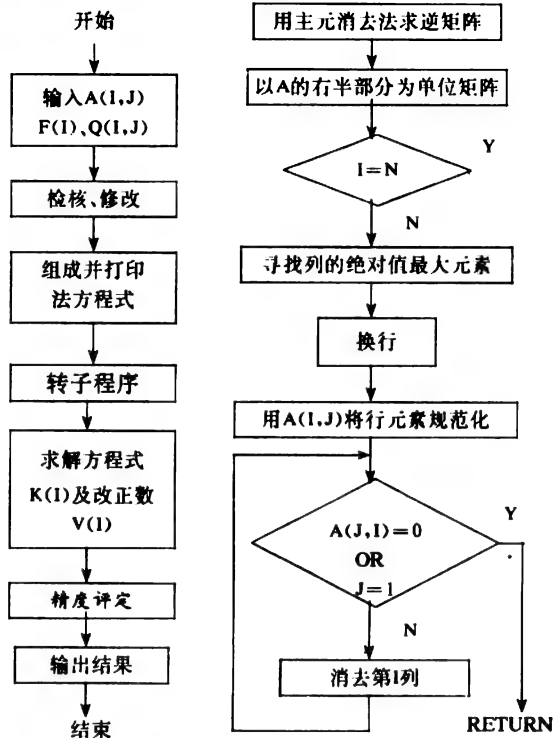 开始
输入A(I,J)
F(I)、Q(I,J)
检核、修改
组成并打印
法方程式
转子程序
求解方程式
K(I)及改正数
V(I)
精度评定
输出结果
结束
用主元消去法求逆矩阵
以A的右半部分为单位矩阵
I=N
Y
N
寻找列的绝对值最大元素
换行
用A(I,J)将行元素规范化
A(J,I)=0
OR
J=1
Y
N
消去第I列
RETURN